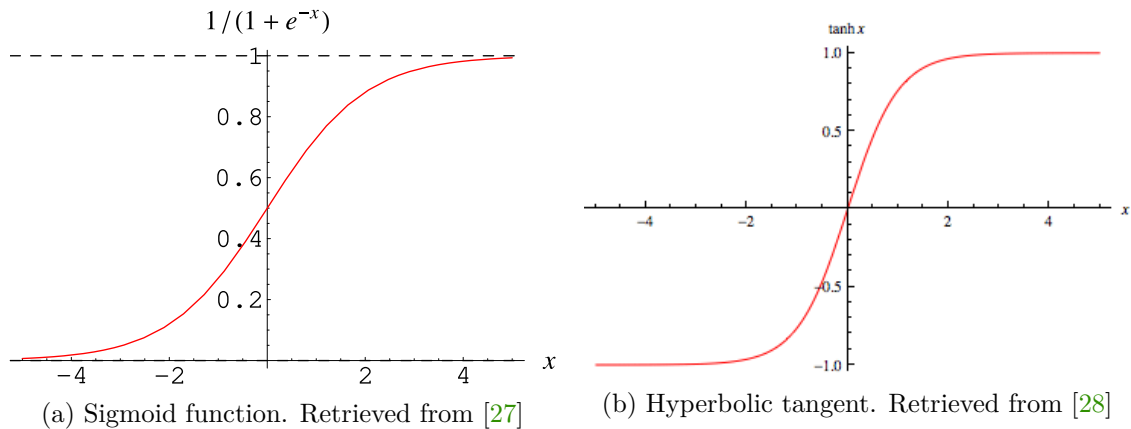 1/(1 + e^{-x})
1
0.8
0.6
0.4
0.2
-4 -2 2 4 x
(a) Sigmoid function. Retrieved from [27]
tanh x
1.0
0.5
-4 -2 2 4 x
-0.5
-1.0
(b) Hyperbolic tangent. Retrieved from [28]